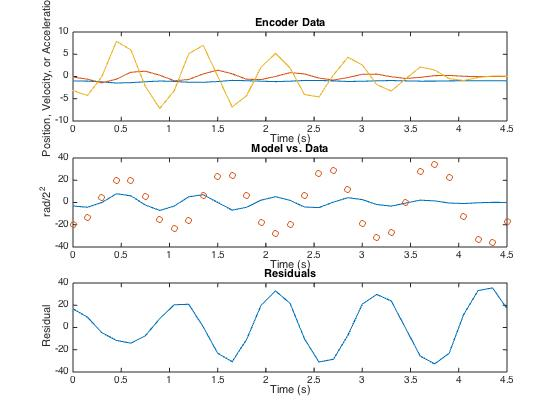 Encoder Data
Position, Velocity, or Acceleratio
10
5
0
-5
-10
0 0.5 1 1.5 2 2.5 3 3.5 4 4.5
Time (s)
Model vs. Data
rad/2²
40
20
0
-20
-40
0 0.5 1 1.5 2 2.5 3 3.5 4 4.5
Time (s)
Residuals
Residual
40
20
0
-20
-40
0 0.5 1 1.5 2 2.5 3 3.5 4 4.5
Time (s)